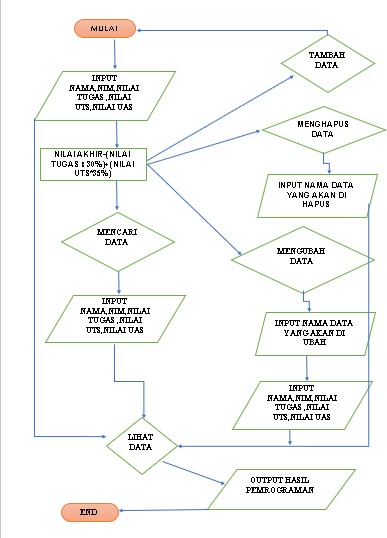 MULAI
TAMBAH
DATA
INPUT
NAMA,NIM,NILAI
TUGAS ,NILAI
UTS,NILAI UAS
MENGHAPUS
DATA
NILAI AKHIR=(NILAI
TUGAS * 30%)+(NILAI
UTS*35%)
INPUT NAMA DATA
YANG AKAN DI
HAPUS
MENCARI
DATA
MENGUBAH
DATA
INPUT
NAMA,NIM,NILAI
TUGAS ,NILAI
UTS,NILAI UAS
INPUT NAMA DATA
YANG AKAN DI
UBAH
INPUT
NAMA,NIM,NILAI
TUGAS ,NILAI
UTS,NILAI UAS
LIHAT
DATA
OUTPUT HASIL
PEMROGRAMAN
END